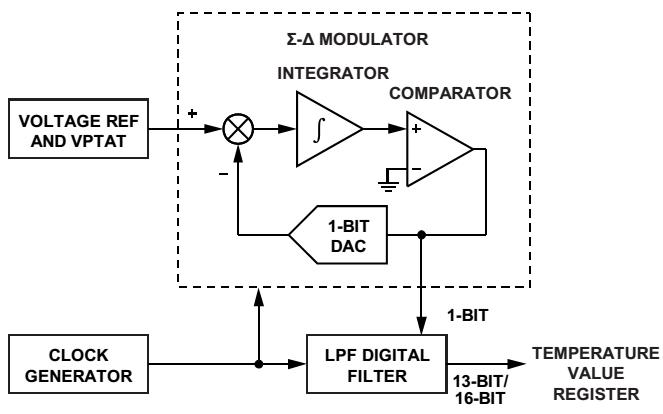 Σ-Δ MODULATOR
INTEGRATOR
COMPARATOR
VOLTAGE REF
AND VPTAT
+
−
∫
+
−
1-BIT
DAC
1-BIT
CLOCK
GENERATOR
LPF DIGITAL
FILTER
13-BIT/
16-BIT
TEMPERATURE
VALUE
REGISTER